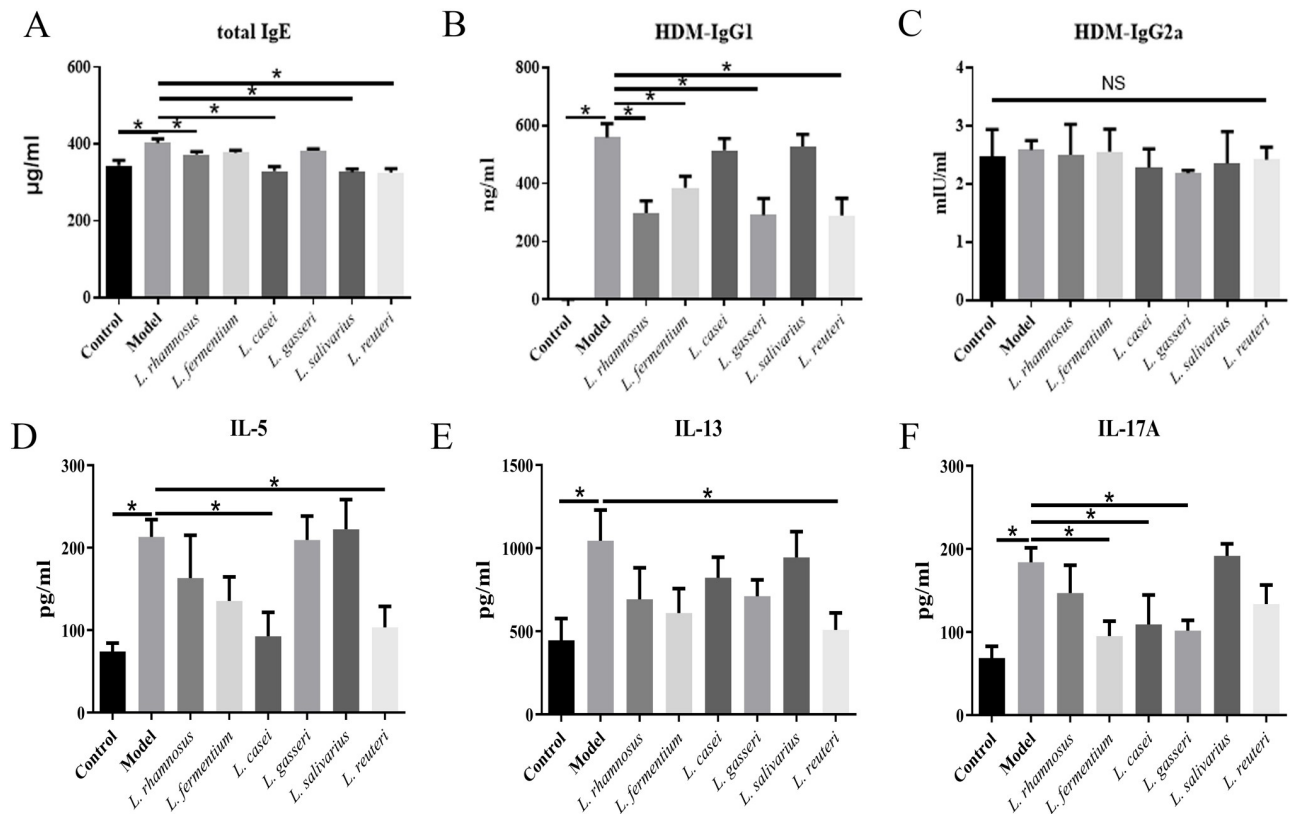 A
total IgE
µg/ml
600
400
200
0
*
*
*
*
*
Control
Model
L. rhamnosus
L. fermentium
L. casei
L. gasseri
L. salivarius
L. reuteri
B
HDM-IgG1
ng/ml
800
600
400
200
0
*
*
*
*
*
Control
Model
L. rhamnosus
L. fermentium
L. casei
L. gasseri
L. salivarius
L. reuteri
C
HDM-IgG2a
mIU/ml
4
3
2
1
0
NS
Control
Model
L. rhamnosus
L. fermentium
L. casei
L. gasseri
L. salivarius
L. reuteri
D
IL-5
pg/ml
300
200
100
0
*
*
*
Control
Model
L. rhamnosus
L. fermentium
L. casei
L. gasseri
L. salivarius
L. reuteri
E
IL-13
pg/ml
1500
1000
500
0
*
*
Control
Model
L. rhamnosus
L. fermentium
L. casei
L. gasseri
L. salivarius
L. reuteri
F
IL-17A
pg/ml
300
200
100
0
*
*
*
*
Control
Model
L. rhamnosus
L. fermentium
L. casei
L. gasseri
L. salivarius
L. reuteri